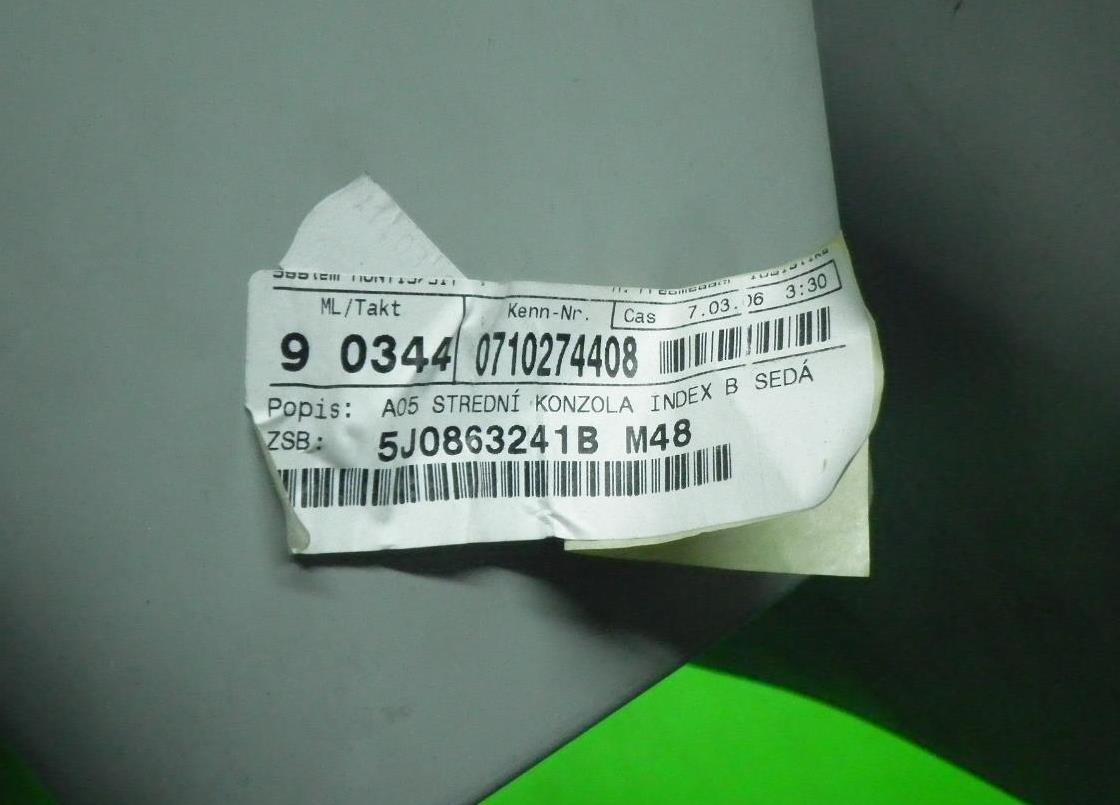 ML/Takt Kenn-Nr. Cas 7.03. 06 3:30
9 0344 0710274408
Popis: A05 STREDNÍ KONZOLA INDEX B SEDÁ
ZSB: 5J0863241B M48